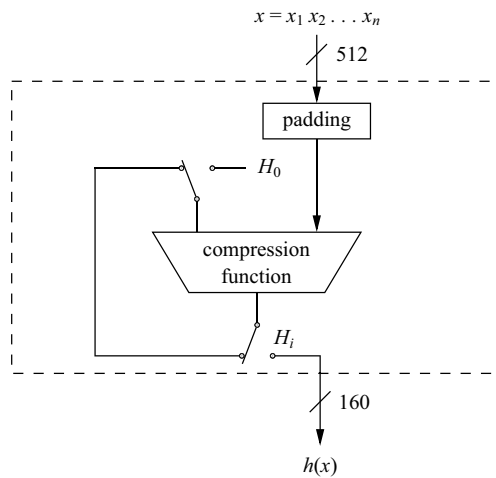 x = x₁ x₂ . . . xₙ
512
padding
H₀
compression
function
Hᵢ
160
h(x)